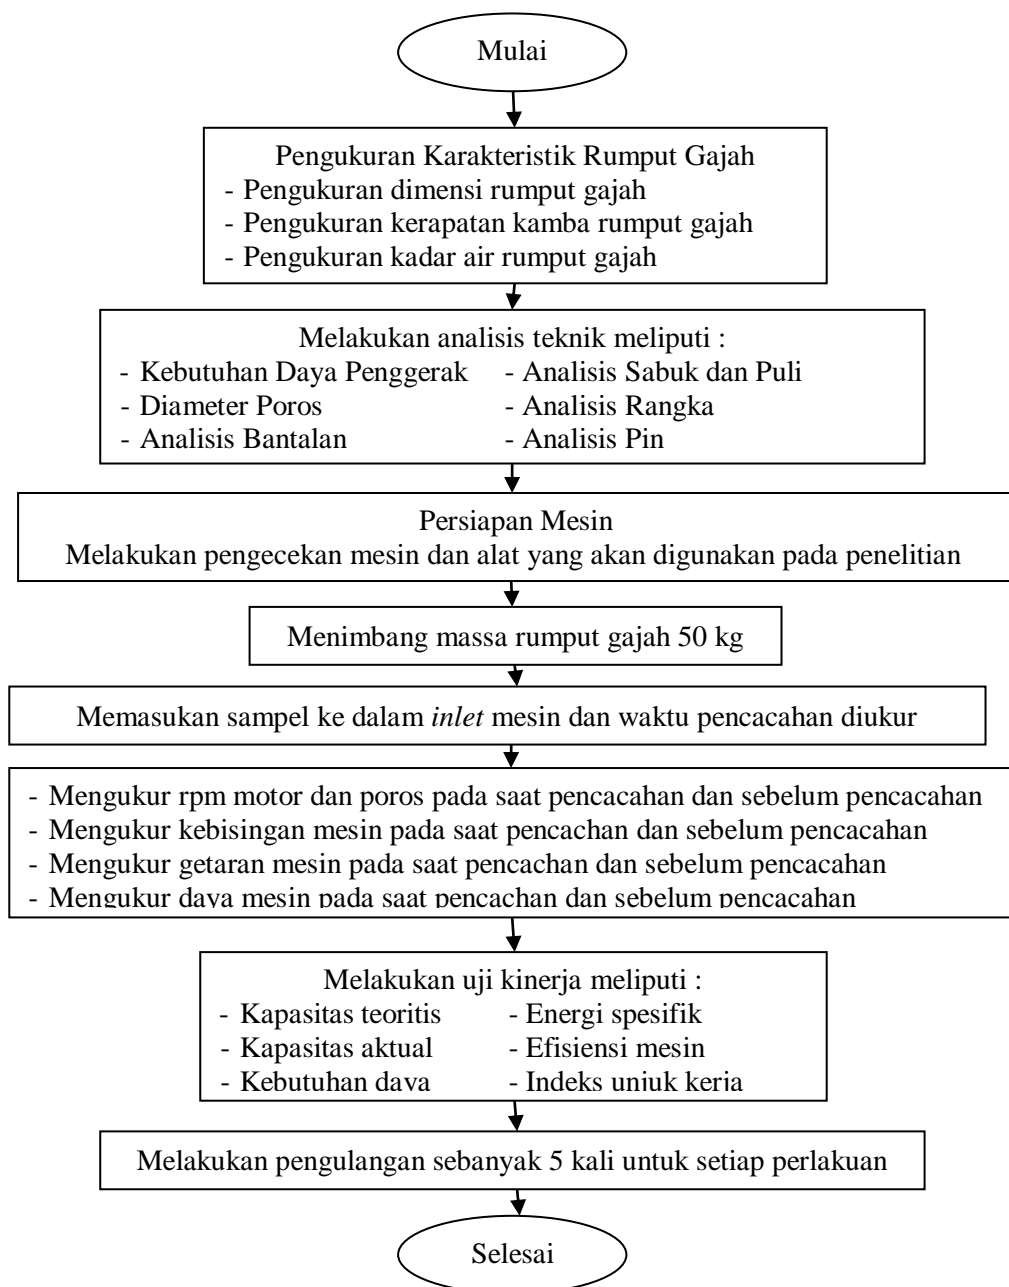 Mulai
Pengukuran Karakteristik Rumput Gajah
- Pengukuran dimensi rumput gajah
- Pengukuran kerapatan kamba rumput gajah
- Pengukuran kadar air rumput gajah
Melakukan analisis teknik meliputi :
- Kebutuhan Daya Penggerak - Analisis Sabuk dan Puli
- Diameter Poros - Analisis Rangka
- Analisis Bantalan - Analisis Pin
Persiapan Mesin
Melakukan pengecekan mesin dan alat yang akan digunakan pada penelitian
Menimbang massa rumput gajah 50 kg
Memasukan sampel ke dalam inlet mesin dan waktu pencacahan diukur
- Mengukur rpm motor dan poros pada saat pencacahan dan sebelum pencacahan
- Mengukur kebisingan mesin pada saat pencachan dan sebelum pencacahan
- Mengukur getaran mesin pada saat pencachan dan sebelum pencacahan
- Mengukur daya mesin pada saat pencachan dan sebelum pencacahan
Melakukan uji kinerja meliputi :
- Kapasitas teoritis - Energi spesifik
- Kapasitas aktual - Efisiensi mesin
- Kebutuhan daya - Indeks unjuk kerja
Melakukan pengulangan sebanyak 5 kali untuk setiap perlakuan
Selesai